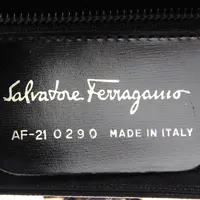 Salvatore Ferragamo
AF-21 0290 MADE IN ITALY